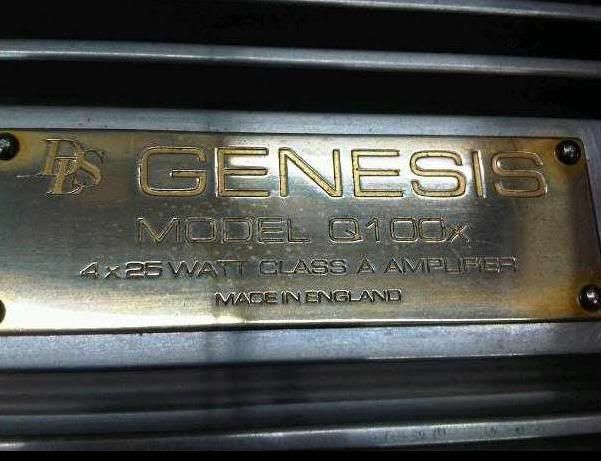 DLS GENESIS
MODEL Q100x
4 x 25 WATT CLASS A AMPLIFIER
MADE IN ENGLAND